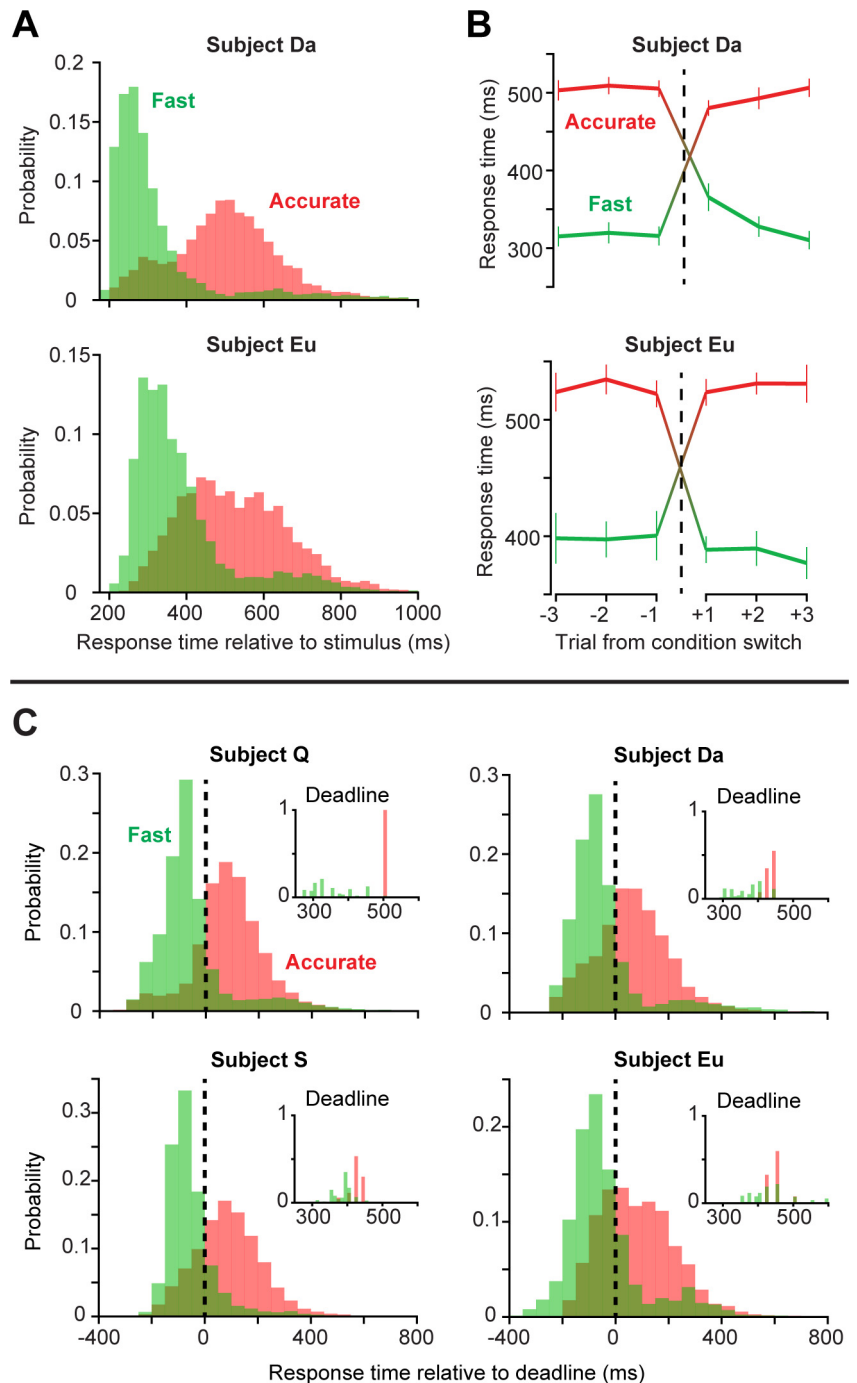 A
Subject Da
0.2
0.15
0.1
0.05
0
Probability
Fast
Accurate
Subject Eu
0.15
0.1
0.05
0
Probability
200 400 600 800 1000
Response time relative to stimulus (ms)
B
Subject Da
500
400
300
Response time (ms)
Accurate
Fast
Subject Eu
500
400
Response time (ms)
-3 -2 -1 +1 +2 +3
Trial from condition switch
C
Subject Q
0.3
0.2
0.1
0
Probability
Fast
Accurate
Deadline
1
0
300 500
Subject Da
0.3
0.2
0.1
0
Deadline
1
0
300 500
Subject S
0.3
0.2
0.1
0
Probability
Deadline
1
0
300 500
-400 0 400 800
Subject Eu
0.2
0.1
0
Deadline
1
0
300 500
-400 0 400 800
Response time relative to deadline (ms)